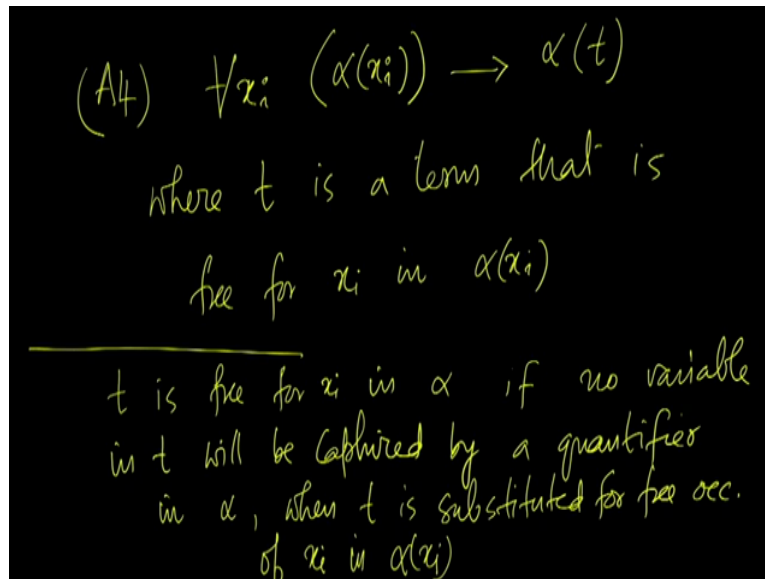 (A4) ∀xᵢ (α(xᵢ)) → α(t)
where t is a term that is
free for xᵢ in α(xᵢ)
t is free for xᵢ in α if no variable
in t will be captured by a quantifier
in α, when t is substituted for free occ.
of xᵢ in α(xᵢ)